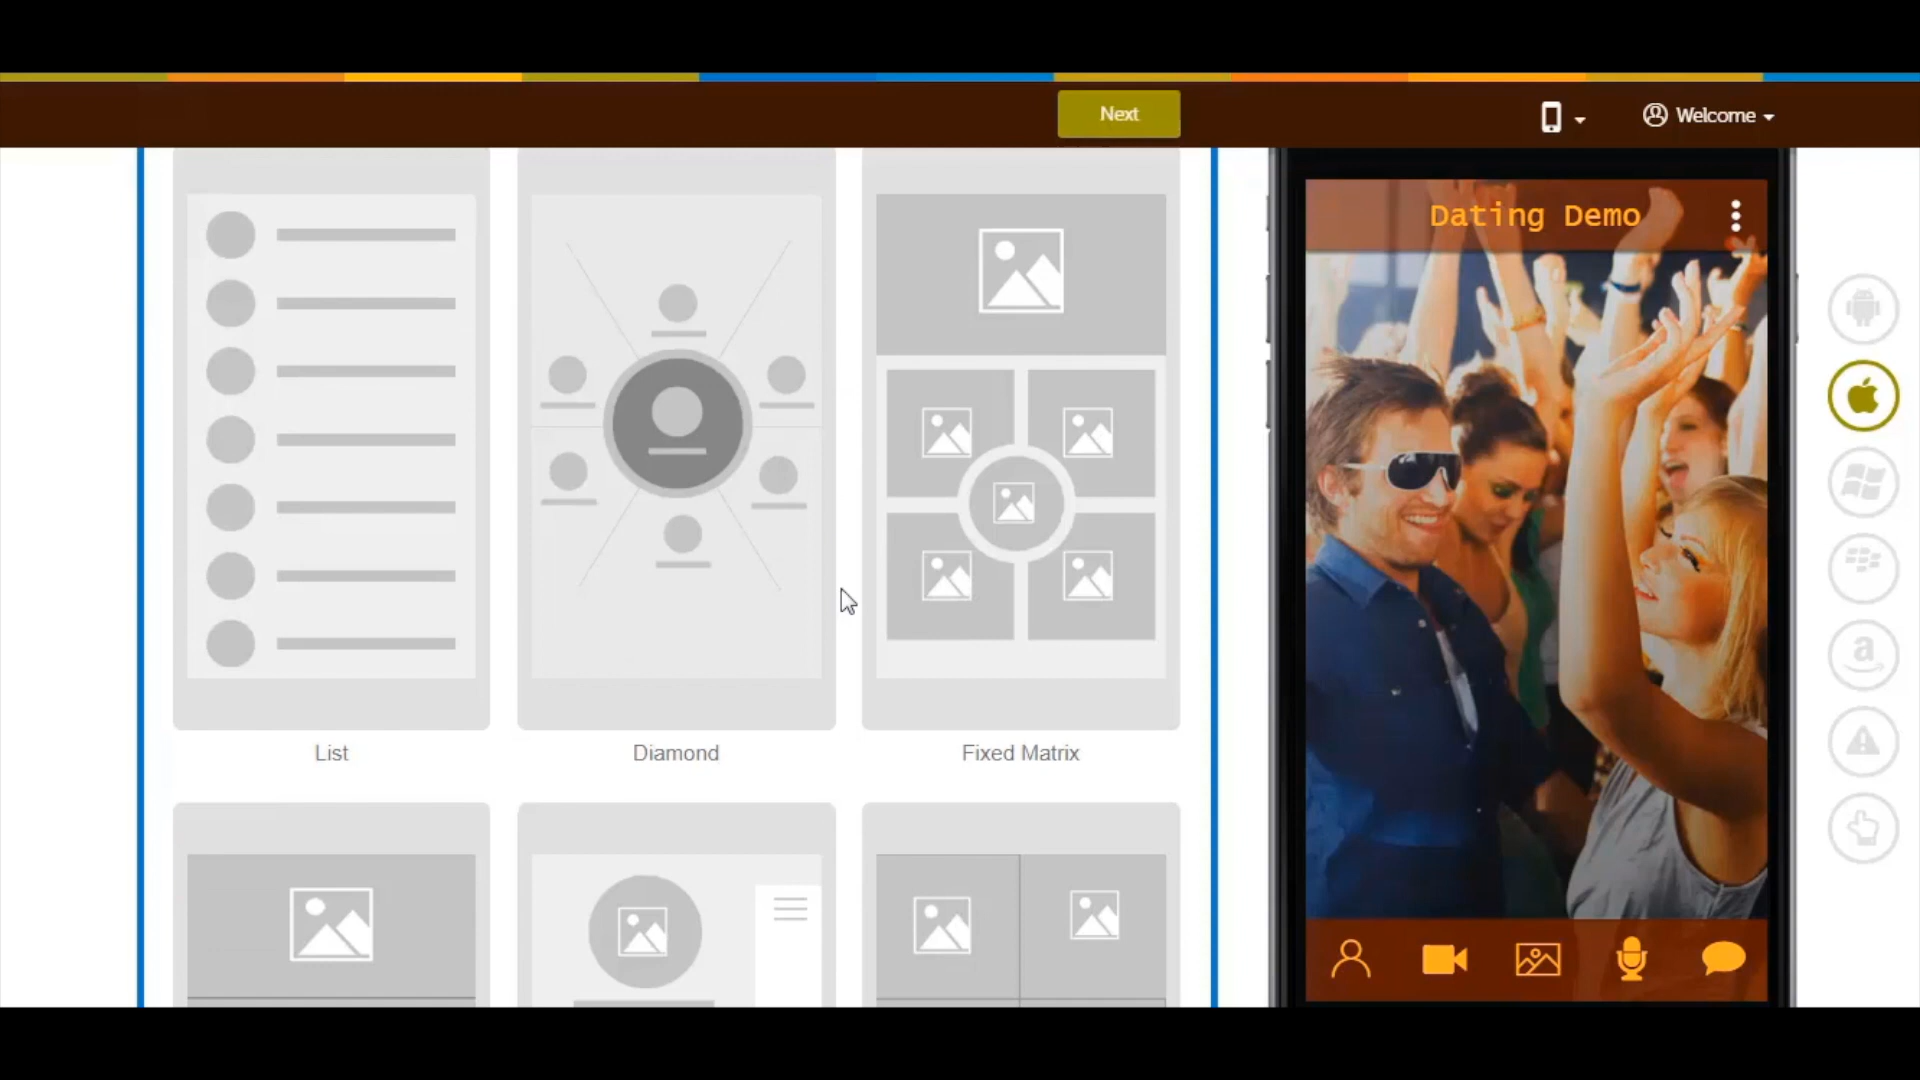 Next
Welcome
Dating Demo
List
Diamond
Fixed Matrix